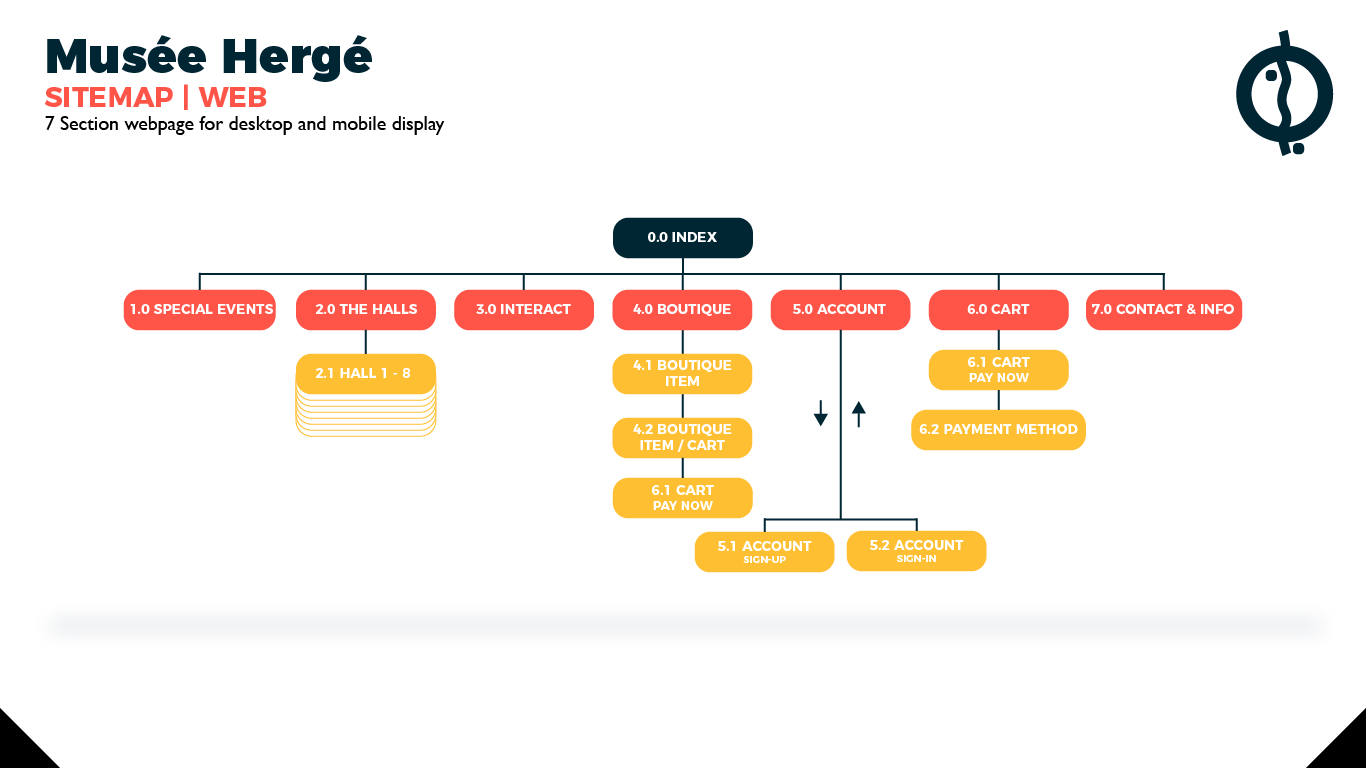 Musée Hergé
SITEMAP | WEB
7 Section webpage for desktop and mobile display
0.0 INDEX
1.0 SPECIAL EVENTS
2.0 THE HALLS
3.0 INTERACT
4.0 BOUTIQUE
5.0 ACCOUNT
6.0 CART
7.0 CONTACT & INFO
2.1 HALL 1 - 8
4.1 BOUTIQUE
ITEM
4.2 BOUTIQUE
ITEM / CART
6.1 CART
PAY NOW
5.1 ACCOUNT
SIGN-UP
5.2 ACCOUNT
SIGN-IN
6.1 CART
PAY NOW
6.2 PAYMENT METHOD